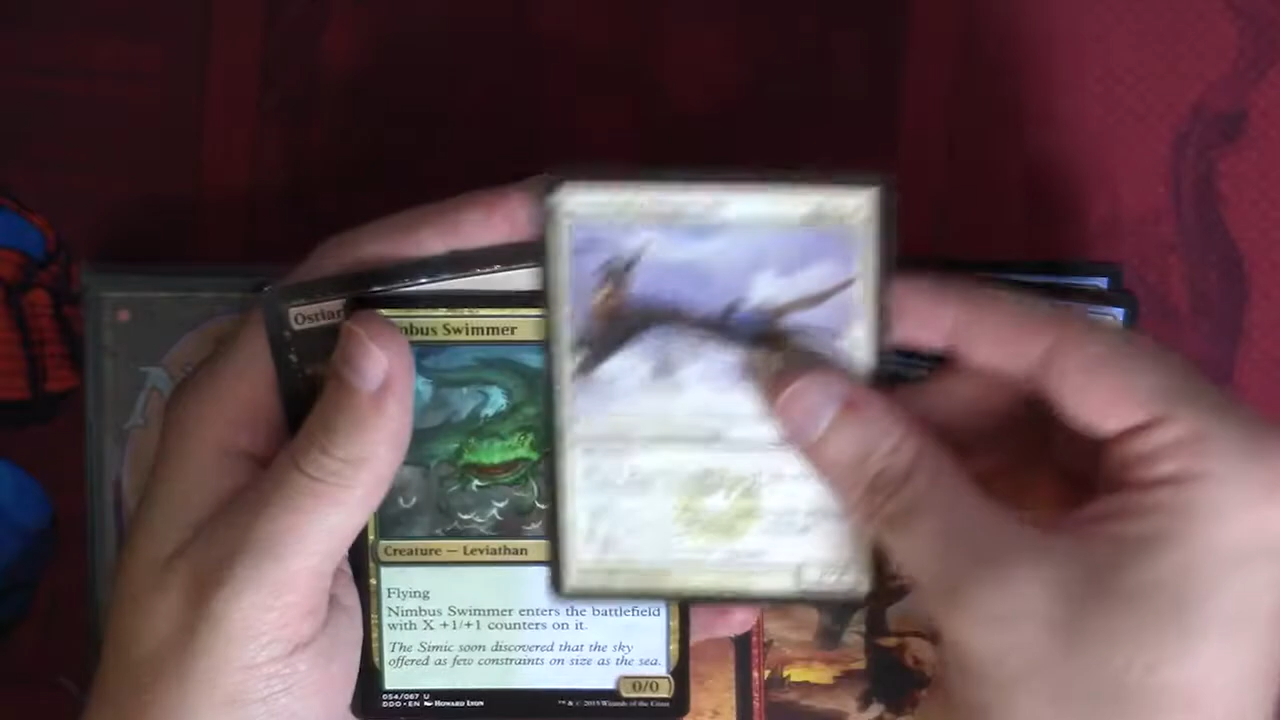 Ostiar
nbus Swimmer
Creature — Leviathan
Flying
Nimbus Swimmer enters the battlefield
with X +1/+1 counters on it.
The Simic soon discovered that the sky
offered as few constraints on size as the sea.
0/0
054/067 U
DDO • EN Howard Lyon
™ & © 2015 Wizards of the Coast